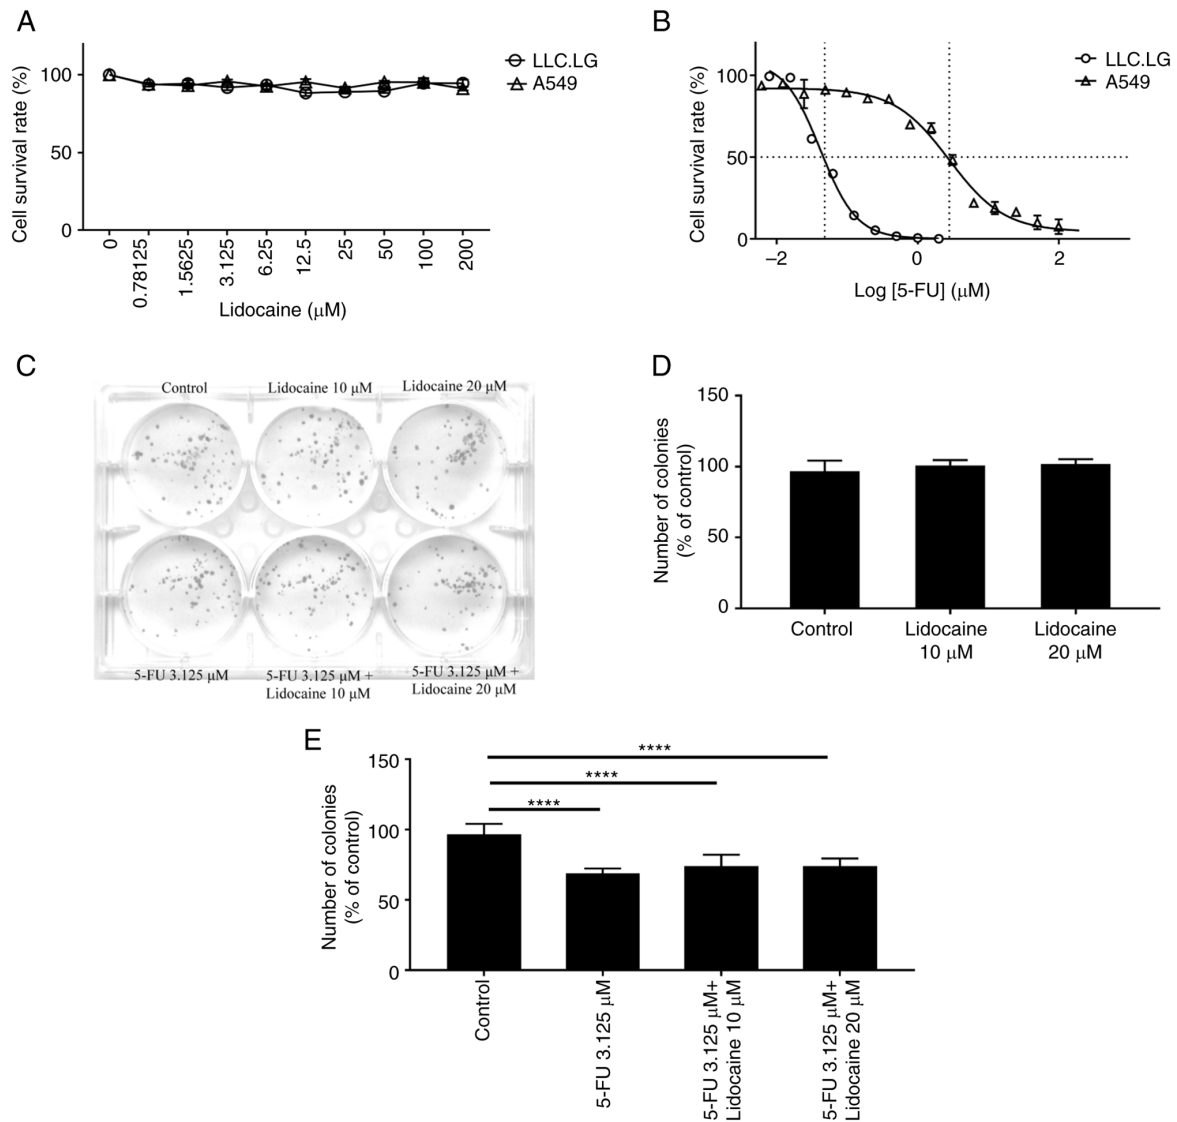 A
Cell survival rate (%)
100
50
0
0
0.78125
1.5625
3.125
6.25
12.5
25
50
100
200
Lidocaine (μM)
LLC.LG
A549
B
Cell survival rate (%)
100
50
0
−2
0
2
Log [5-FU] (μM)
LLC.LG
A549
C
Control
Lidocaine 10 μM
Lidocaine 20 μM
5-FU 3.125 μM
5-FU 3.125 μM +
Lidocaine 10 μM
5-FU 3.125 μM +
Lidocaine 20 μM
D
Number of colonies
(% of control)
150
100
50
0
Control
Lidocaine
10 μM
Lidocaine
20 μM
E
Number of colonies
(% of control)
150
100
50
0
****
****
****
Control
5-FU 3.125 μM
5-FU 3.125 μM+
Lidocaine 10 μM
5-FU 3.125 μM+
Lidocaine 20 μM